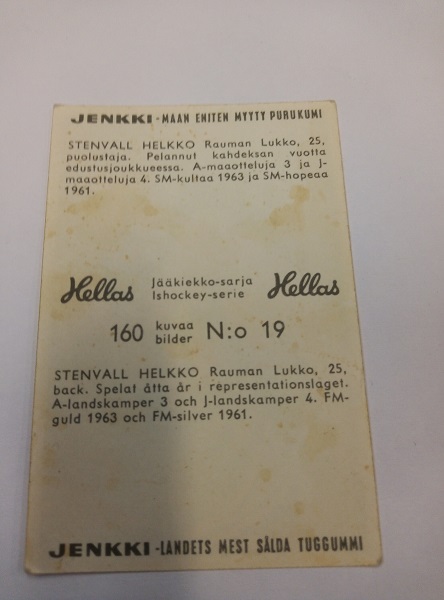 JENKKI - MAAN ENITEN MYYTY PURUKUMI
STENVALL HELKKO Rauman Lukko, 25,
puolustaja. Pelannut kahdeksan vuotta
edustusjoukkueessa. A-maaotteluja 3 ja J-
maaotteluja 4. SM-kultaa 1963 ja SM-hopeaa
1961.
Hellas Jääkiekko-sarja Hellas
Ishockey-serie
160 kuvaa N:o 19
bilder
STENVALL HELKKO Rauman Lukko, 25,
back. Spelat åtta år i representationslaget.
A-landskamper 3 och J-landskamper 4. FM-
guld 1963 och FM-silver 1961.
JENKKI - LANDETS MEST SÅLDA TUGGUMMI